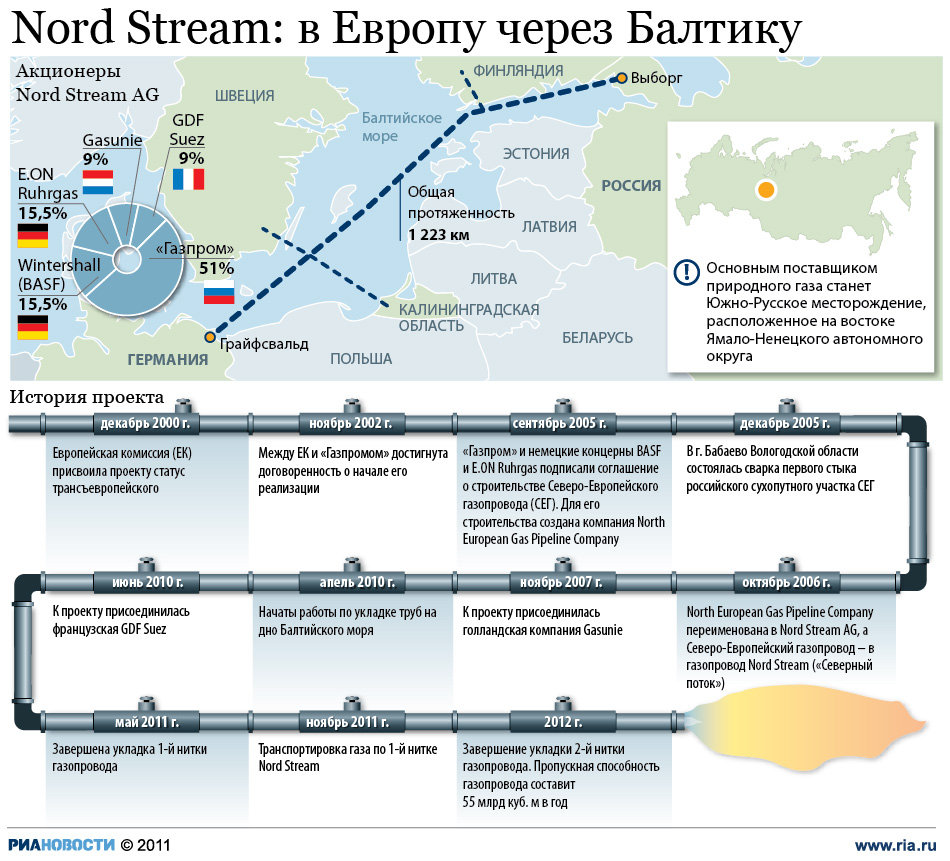 Nord Stream: в Европу через Балтику
Акционеры
Nord Stream AG
Gasunie
9%
GDF
Suez
9%
E.ON
Ruhrgas
15,5%
Wintershall
(BASF)
15,5%
«Газпром»
51%
ШВЕЦИЯ
ФИНЛЯНДИЯ
Выборг
Балтийское
море
ЭСТОНИЯ
РОССИЯ
Общая
протяженность
1 223 км
ЛАТВИЯ
ЛИТВА
КАЛИНИНГРАДСКАЯ
ОБЛАСТЬ
БЕЛАРУСЬ
Грайфсвальд
ГЕРМАНИЯ
ПОЛЬША
Основным поставщиком
природного газа станет
Южно-Русское месторождение,
расположенное на востоке
Ямало-Ненецкого автономного
округа
История проекта
декабрь 2000 г.
Европейская комиссия (ЕК)
присвоила проекту статус
трансъевропейского
ноябрь 2002 г.
Между ЕК и «Газпромом» достигнута
договоренность о начале его
реализации
сентябрь 2005 г.
«Газпром» и немецкие концерны BASF
и E.ON Ruhrgas подписали соглашение
о строительстве Северо-Европейского
газопровода (СЕГ). Для его
строительства создана компания North
European Gas Pipeline Company
декабрь 2005 г.
В г. Бабаево Вологодской области
состоялась сварка первого стыка
российского сухопутного участка СЕГ
июнь 2010 г.
К проекту присоединилась
французская GDF Suez
апель 2010 г.
Начаты работы по укладке труб на
дно Балтийского моря
ноябрь 2007 г.
К проекту присоединилась
голландская компания Gasunie
октябрь 2006 г.
North European Gas Pipeline Company
переименована в Nord Stream AG, а
Северо-Европейский газопровод – в
газопровод Nord Stream («Северный
поток»)
май 2011 г.
Завершена укладка 1-й нитки
газопровода
ноябрь 2011 г.
Транспортировка газа по 1-й нитке
Nord Stream
2012 г.
Завершение укладки 2-й нитки
газопровода. Пропускная способность
газопровода составит
55 млрд куб. м в год
РИАНОВОСТИ © 2011
www.ria.ru